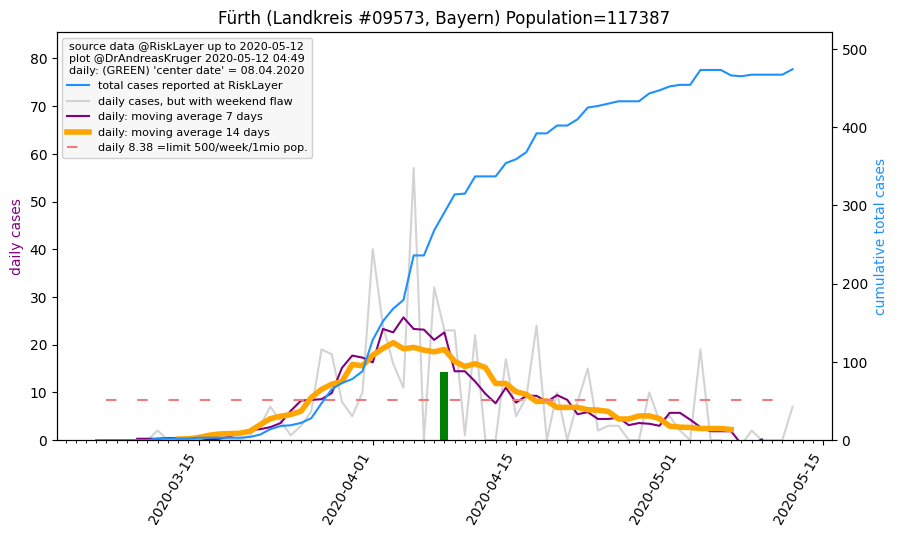 Fürth (Landkreis #09573, Bayern) Population=117387
source data @RiskLayer up to 2020-05-12
plot @DrAndreasKruger 2020-05-12 04:49
daily: (GREEN) 'center date' = 08.04.2020
total cases reported at RiskLayer
daily cases, but with weekend flaw
daily: moving average 7 days
daily: moving average 14 days
daily 8.38 =limit 500/week/1mio pop.
daily cases
80
70
60
50
40
30
20
10
0
cumulative total cases
500
400
300
200
100
0
2020-03-15
2020-04-01
2020-04-15
2020-05-01
2020-05-15